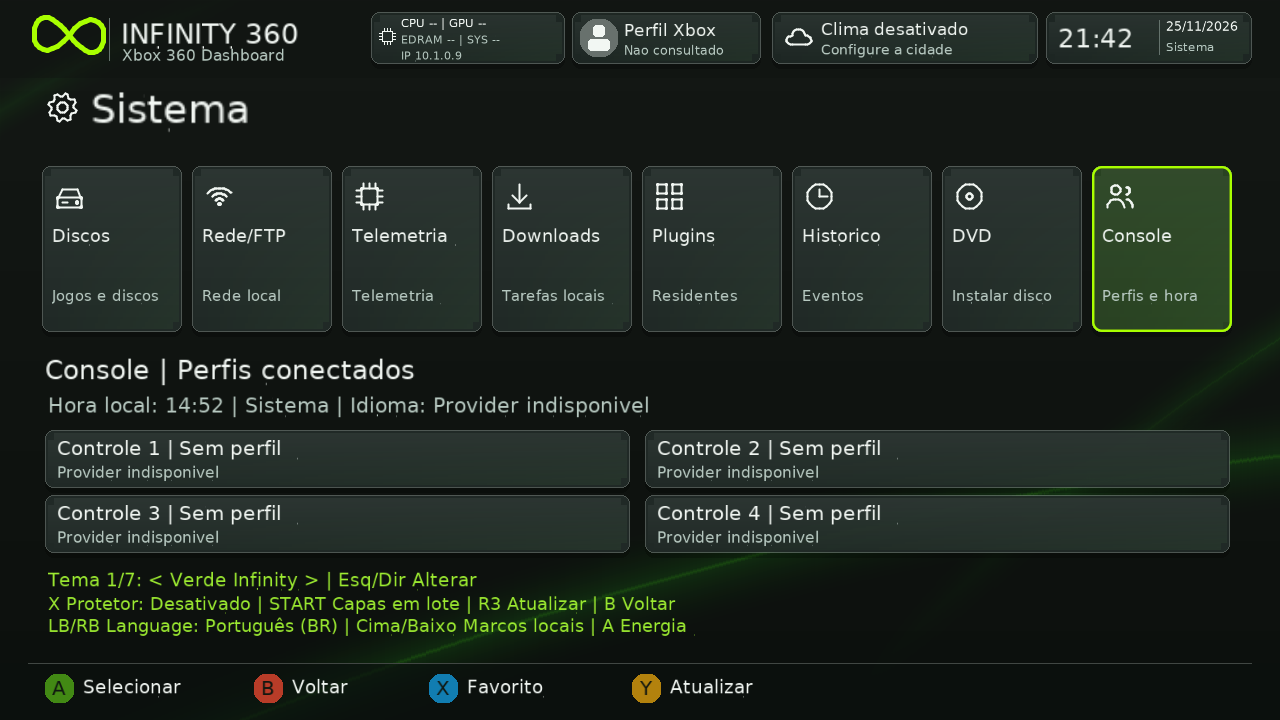 INFINITY 360
Xbox 360 Dashboard
CPU -- | GPU --
EDRAM -- | SYS --
IP 10.1.0.9
Perfil Xbox
Nao consultado
Clima desativado
Configure a cidade
21:42
25/11/2026
Sistema
Sistema
Discos
Jogos e discos
Rede/FTP
Rede local
Telemetria
Telemetria
Downloads
Tarefas locais
Plugins
Residentes
Historico
Eventos
DVD
Instalar disco
Console
Perfis e hora
Console | Perfis conectados
Hora local: 14:52 | Sistema | Idioma: Provider indisponivel
Controle 1 | Sem perfil
Provider indisponivel
Controle 2 | Sem perfil
Provider indisponivel
Controle 3 | Sem perfil
Provider indisponivel
Controle 4 | Sem perfil
Provider indisponivel
Tema 1/7: < Verde Infinity > | Esq/Dir Alterar
X Protetor: Desativado | START Capas em lote | R3 Atualizar | B Voltar
LB/RB Language: Português (BR) | Cima/Baixo Marcos locais | A Energia
A Selecionar
B Voltar
X Favorito
Y Atualizar